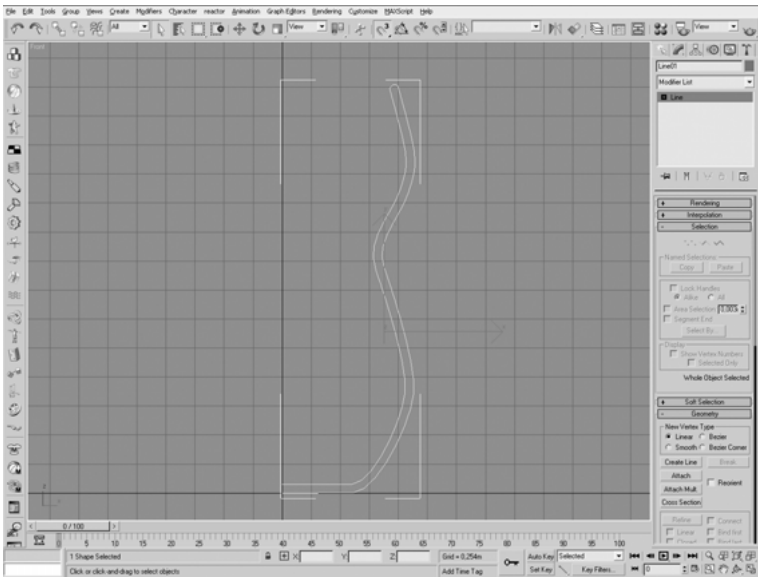 File Edit Tools Group Views Create Modifiers Character reactor Animation Graph Editors Rendering Customize MAXScript Help
All
View
3
View
Front
Line01
Modifier List
Line
Rendering
Interpolation
Selection
Named Selections:
Copy Paste
Lock Handles
Alike All
Area Selection:
Segment End
Select By...
Display
Show Vertex Numbers
Selected Only
Whole Object Selected
Soft Selection
Geometry
New Vertex Type
Linear Bezier
Smooth Bezier Corner
Create Line Break
Attach
Attach Mult.
Reorient
Cross Section
Refine Connect
Linear Bind first
z
x
0 / 100
0 5 10 15 20 25 30 35 40 45 50 55 60 65 70 75 80 85 90 95 100
1 Shape Selected X: Y: Z: Grid = 0,254m Auto Key Selected
Click or click-and-drag to select objects Add Time Tag Set Key Key Filters... 0